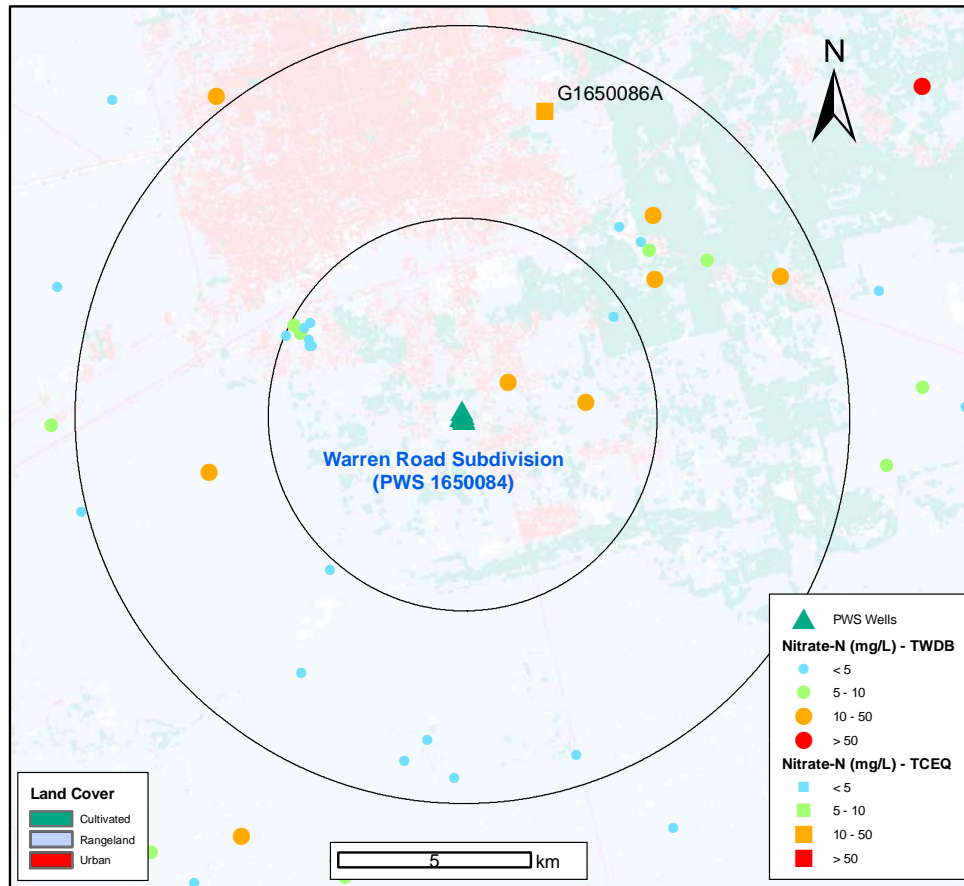 N
G1650086A
Warren Road Subdivision
(PWS 1650084)
PWS Wells
Nitrate-N (mg/L) - TWDB
< 5
5 - 10
10 - 50
> 50
Nitrate-N (mg/L) - TCEQ
< 5
5 - 10
10 - 50
> 50
Land Cover
Cultivated
Rangeland
Urban
5 km